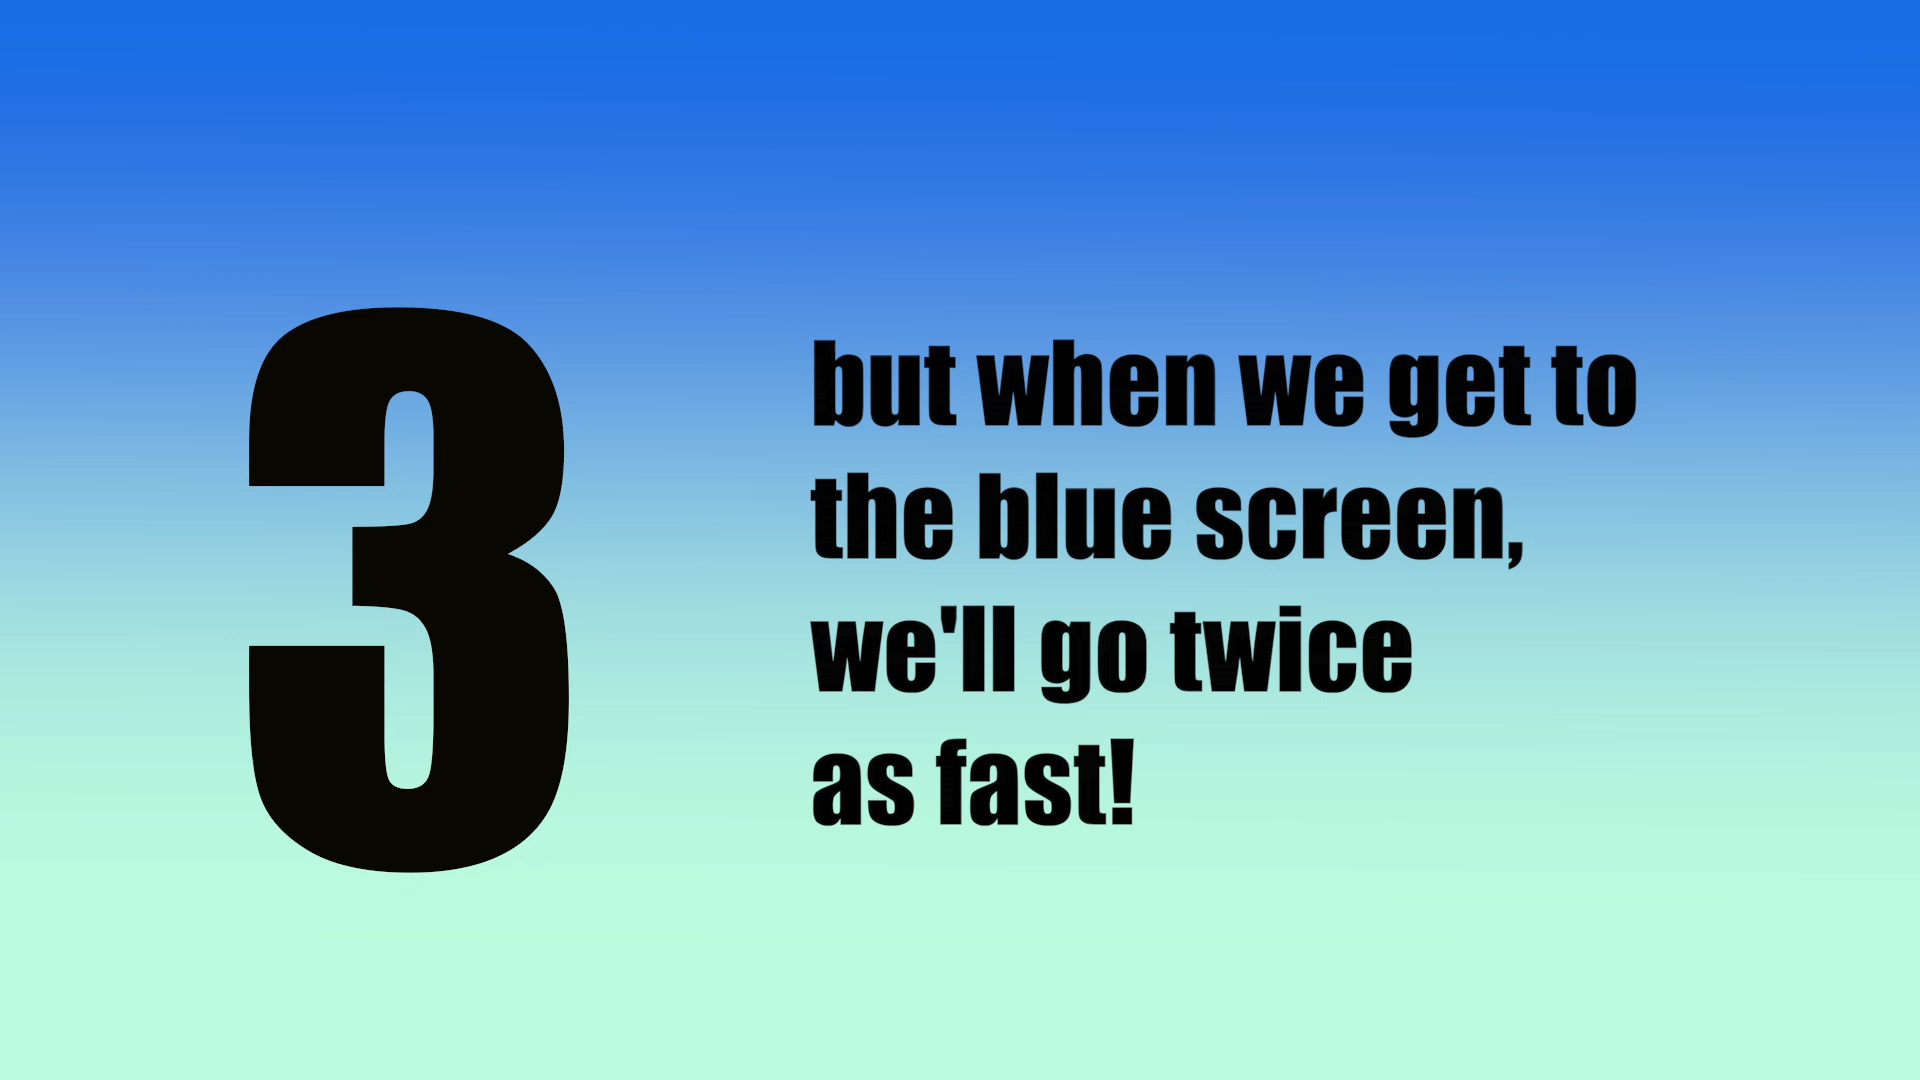 3
but when we get to
the blue screen,
we'll go twice
as fast!